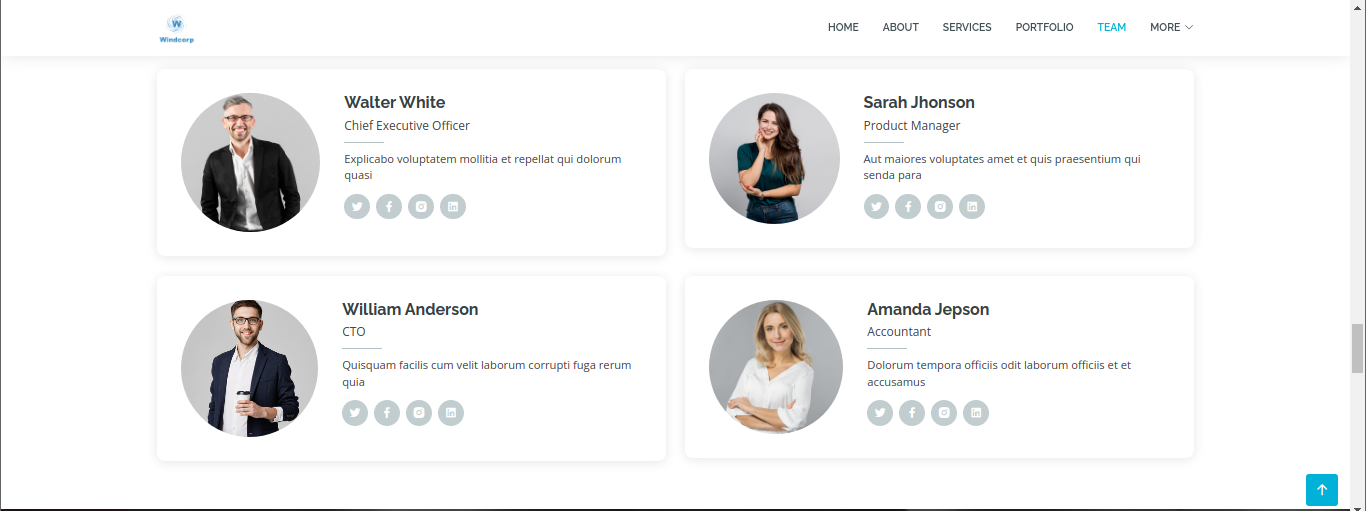 W
Windcorp
HOME ABOUT SERVICES PORTFOLIO TEAM MORE
Walter White
Chief Executive Officer
Explicabo voluptatem mollitia et repellat qui dolorum
quasi
Sarah Jhonson
Product Manager
Aut maiores voluptates amet et quis praesentium qui
senda para
William Anderson
CTO
Quisquam facilis cum velit laborum corrupti fuga rerum
quia
Amanda Jepson
Accountant
Dolorum tempora officiis odit laborum officiis et et
accusamus